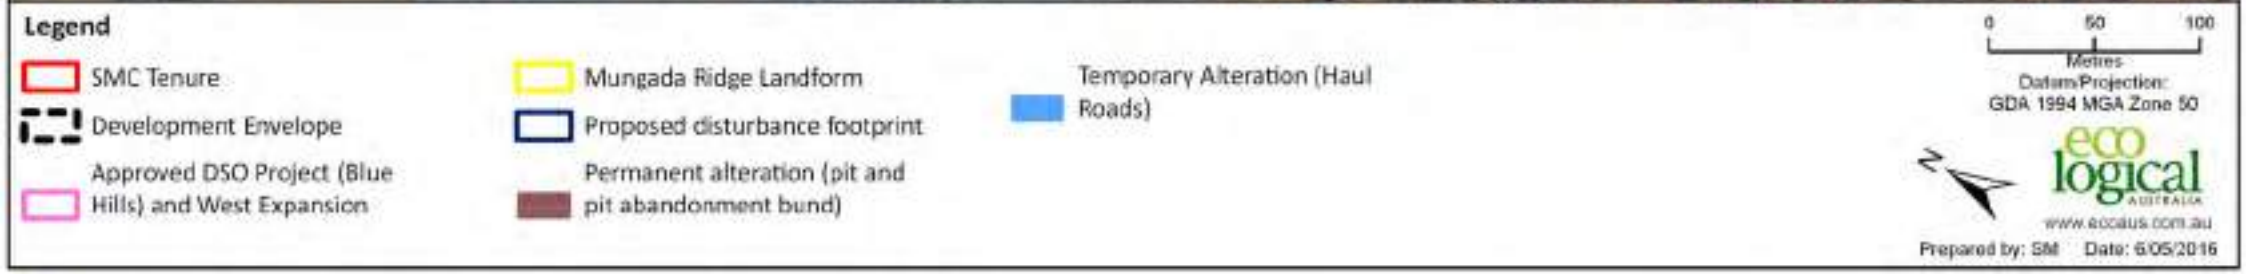 Legend
SMC Tenure
Development Envelope
Approved DSO Project (Blue
Hills) and West Expansion
Mungada Ridge Landform
Proposed disturbance footprint
Permanent alteration (pit and
pit abandonment bund)
Temporary Alteration (Haul
Roads)
0 50 100
Metres
Datum/Projection:
GDA 1994 MGA Zone 50
N
eco
logical
AUSTRALIA
www.ecoaus.com.au
Prepared by: SM Date: 6/05/2016